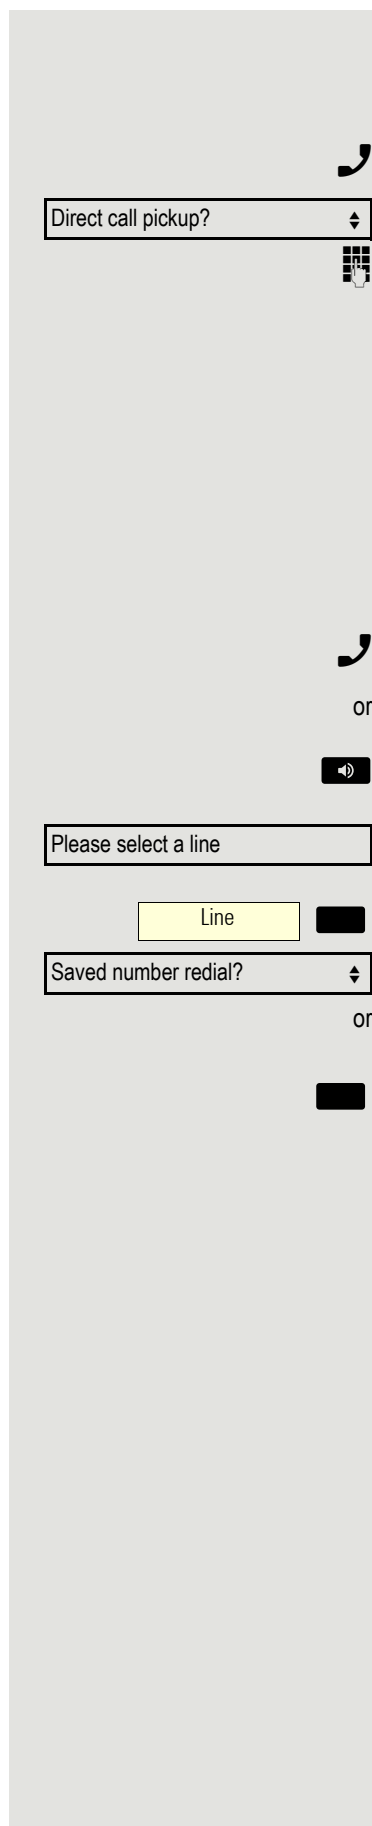 Direct call pickup?
or
Please select a line
Line
Saved number redial?
or